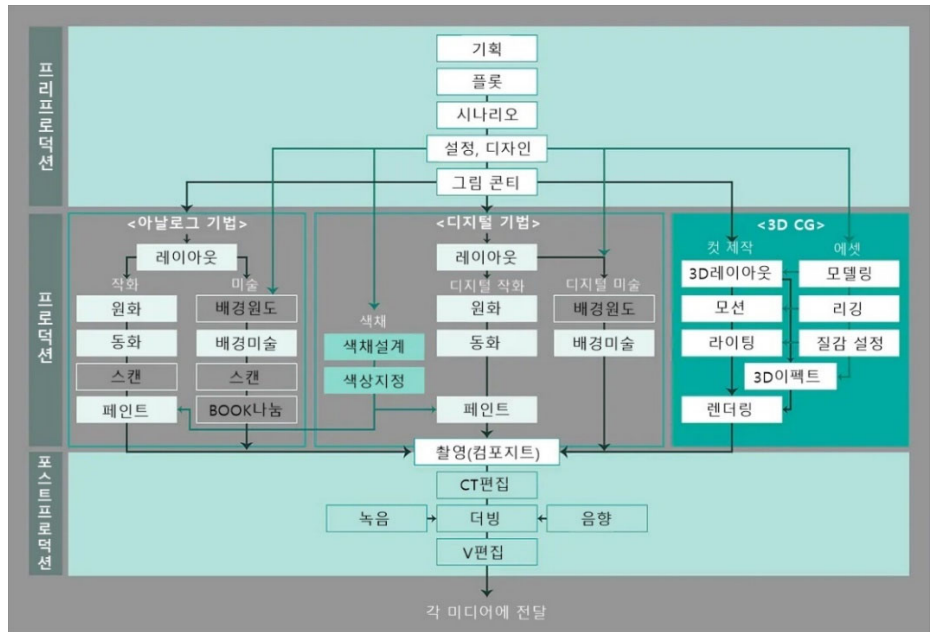 프리프로덕션
기획
플롯
시나리오
설정, 디자인
그림 콘티
프로덕션
<아날로그 기법>
레이아웃
작화
미술
원화
배경원도
동화
배경미술
스캔
스캔
페인트
BOOK나눔
<디지털 기법>
레이아웃
디지털 작화
디지털 미술
색채
원화
배경원도
색채설계
동화
배경미술
색상지정
페인트
<3D CG>
컷 제작
에셋
3D레이아웃
모델링
모션
리깅
라이팅
질감 설정
3D이펙트
렌더링
포스트프로덕션
촬영(컴포지트)
CT편집
녹음
더빙
음향
V편집
각 미디어에 전달